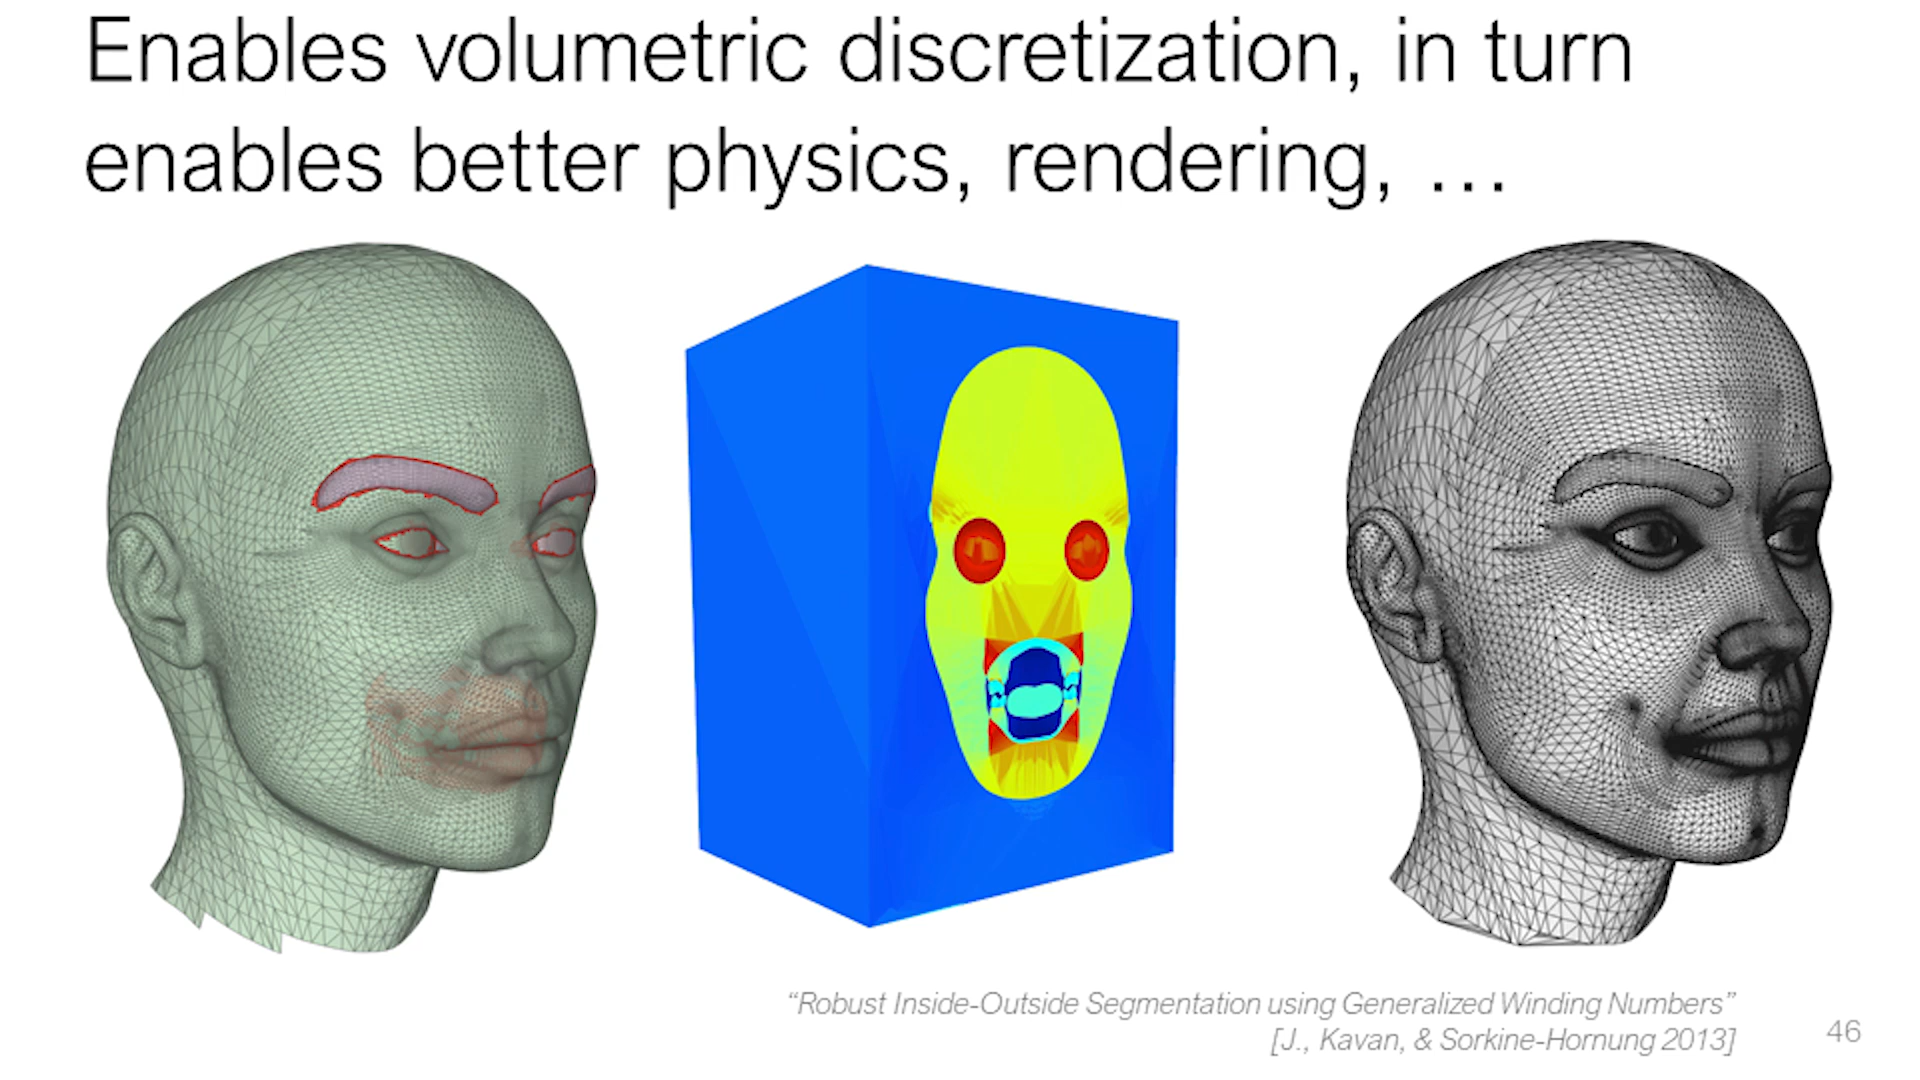 Enables volumetric discretization, in turn
enables better physics, rendering, …
“Robust Inside-Outside Segmentation using Generalized Winding Numbers”
[J., Kavan, & Sorkine-Hornung 2013]
46